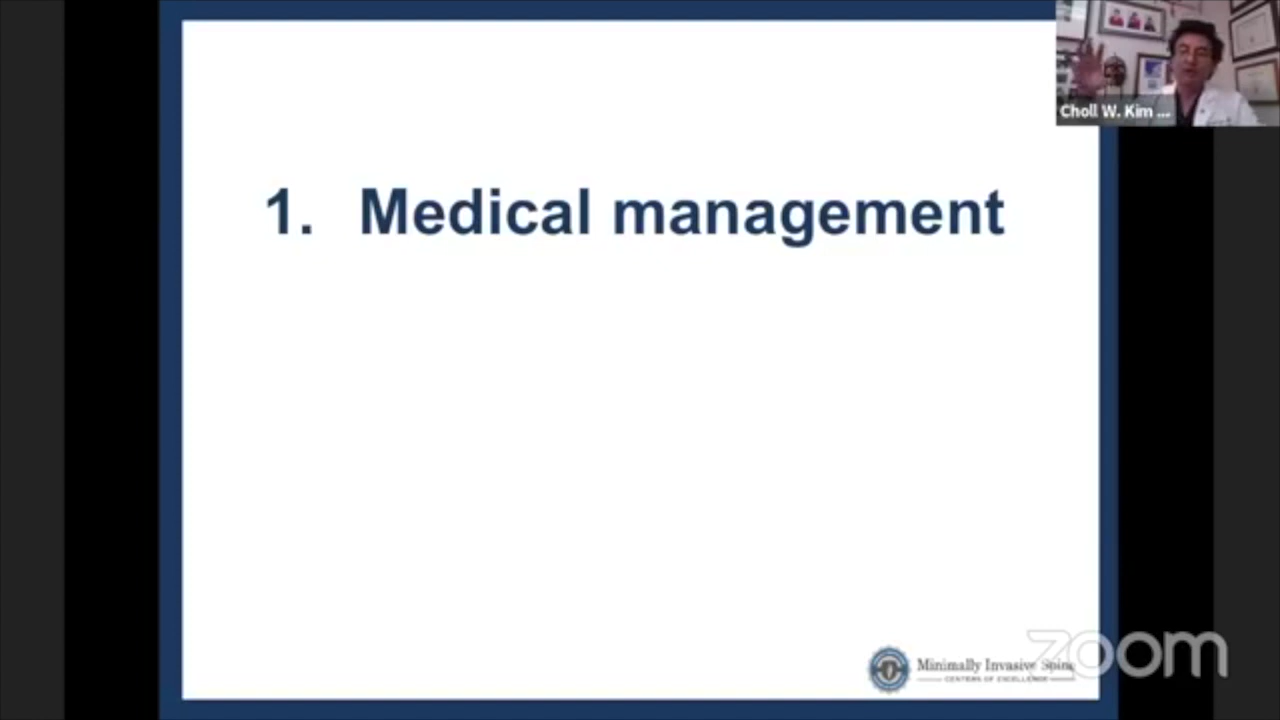 Choll W. Kim ...
1. Medical management
Minimally Invasive Spine
CENTERS OF EXCELLENCE
zoom